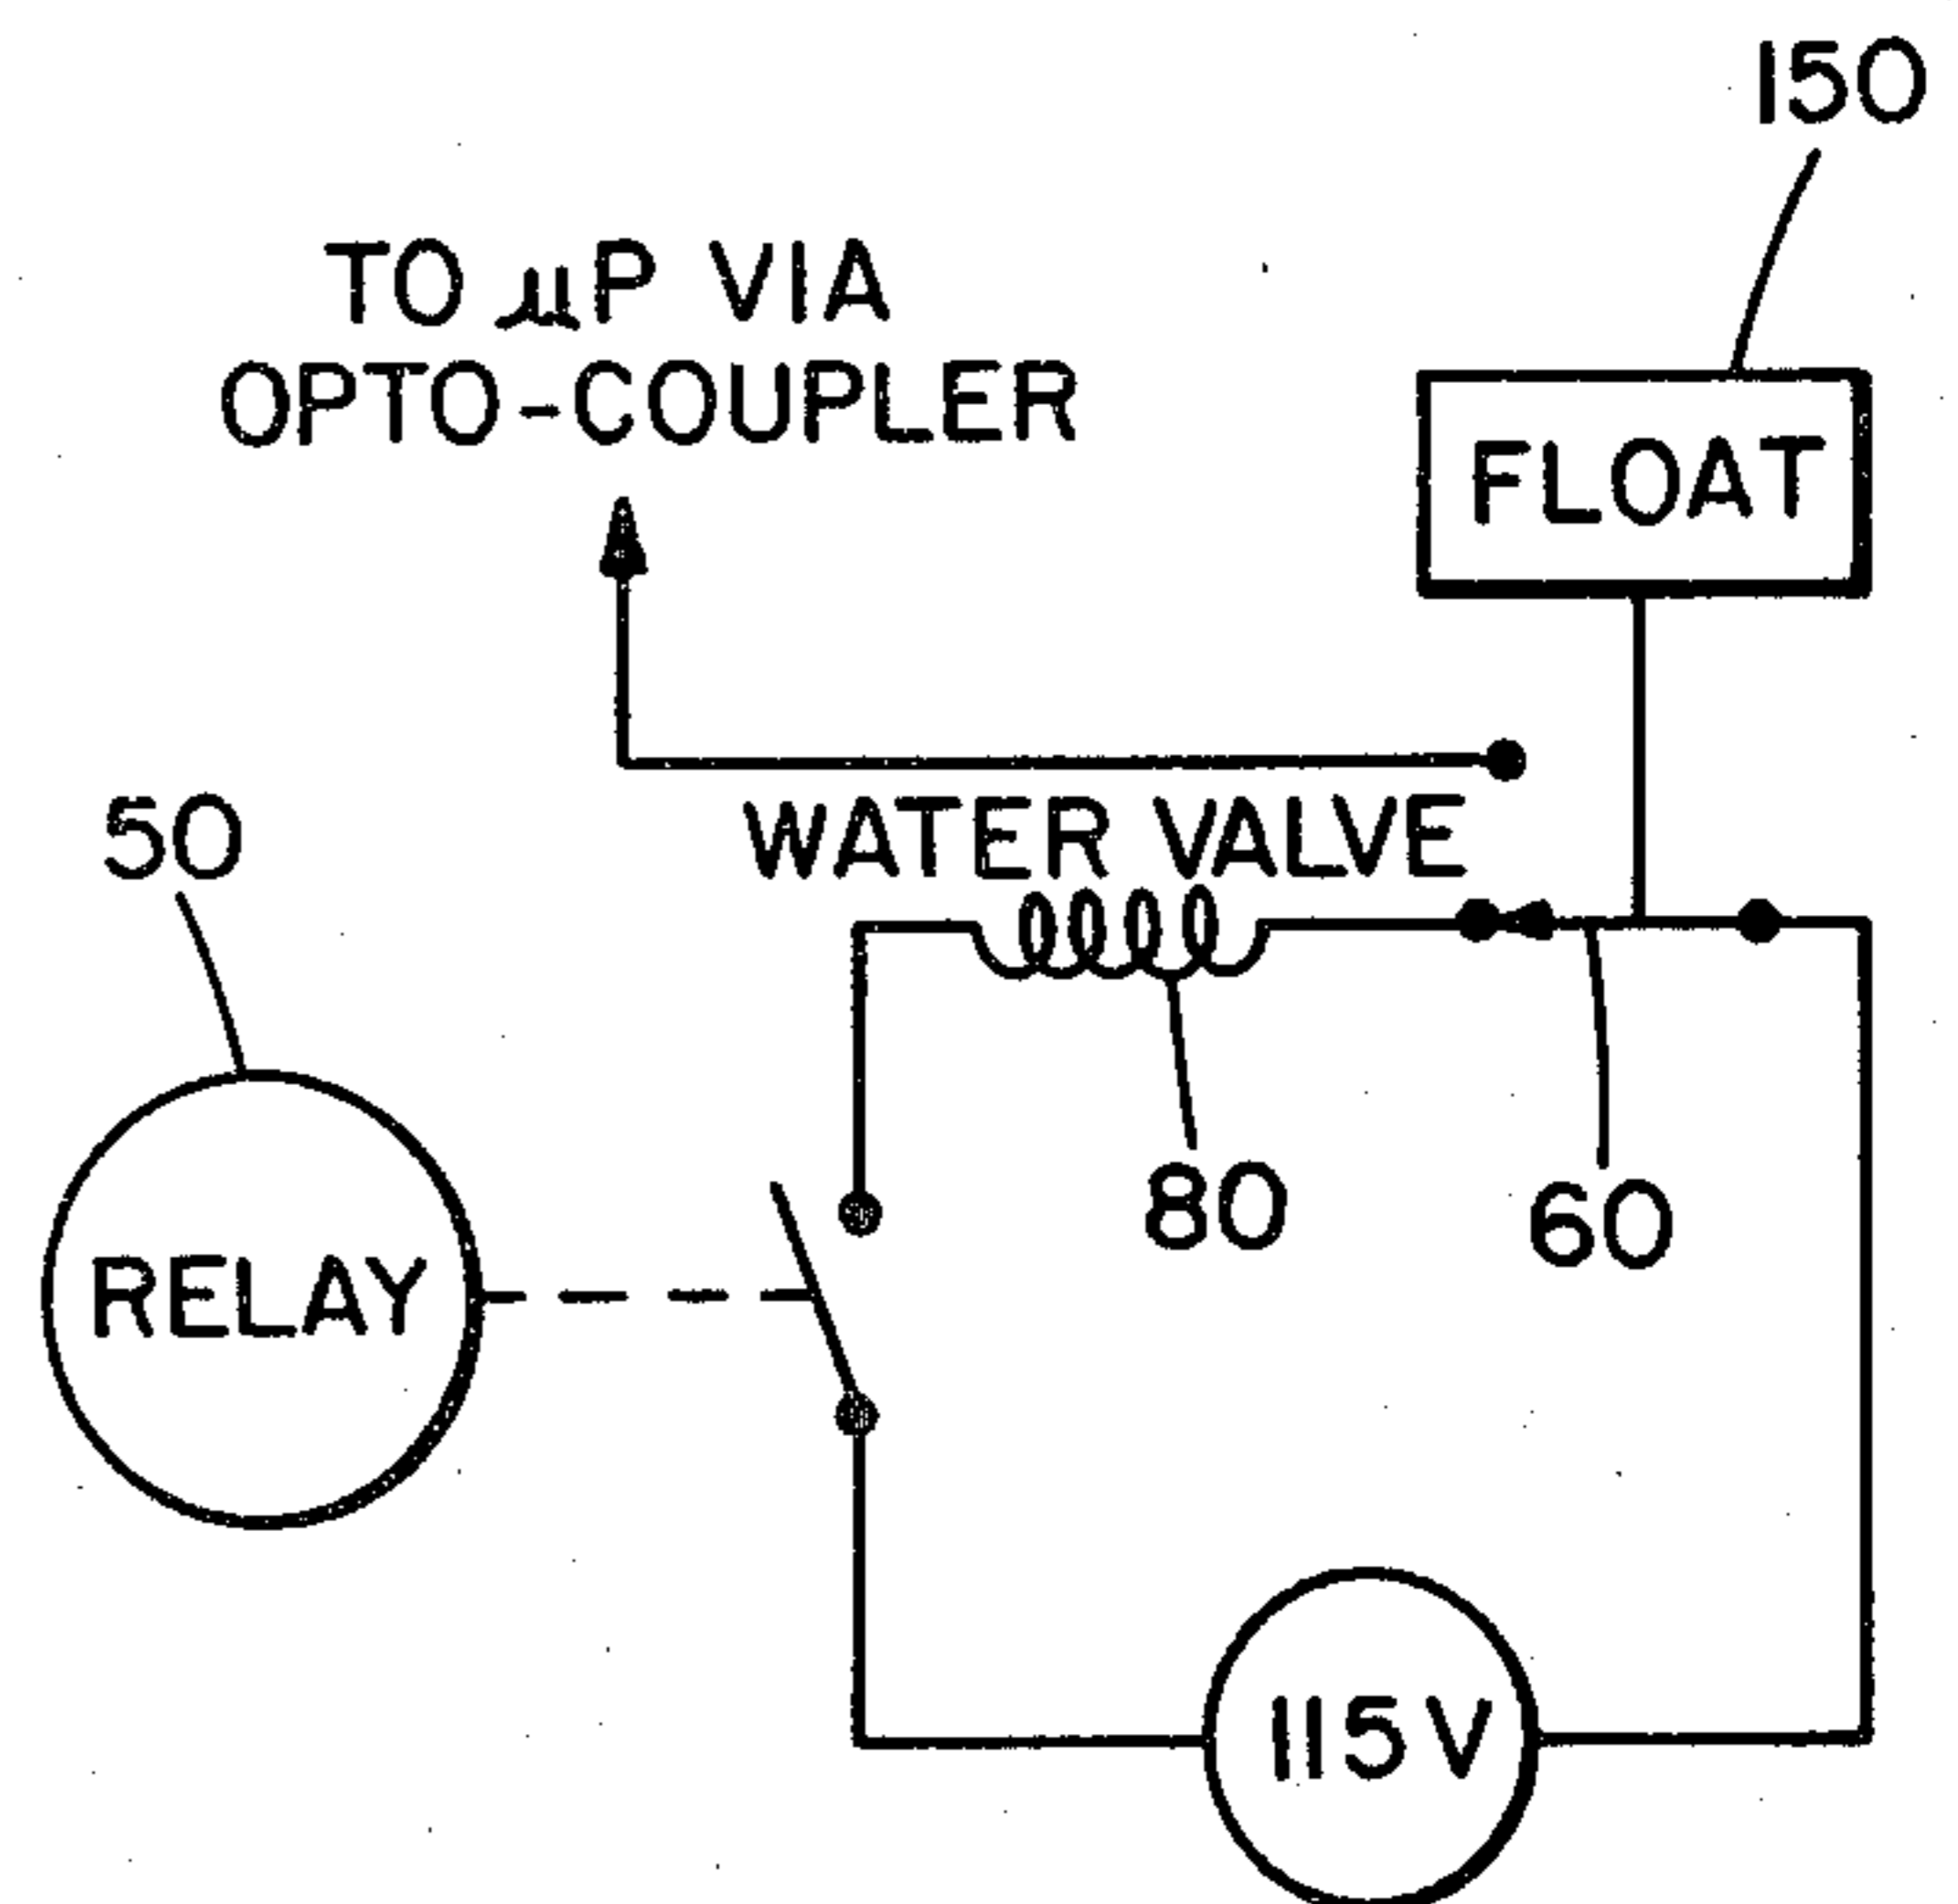 150
TO µP VIA
OPTO-COUPLER
FLOAT
50
WATER VALVE
80
60
RELAY
115V